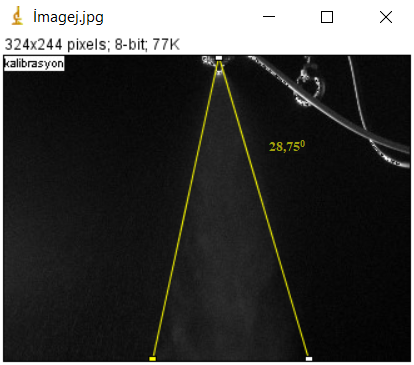 İmagej.jpg
324x244 pixels; 8-bit; 77K
kalibrasyon
28,75⁰